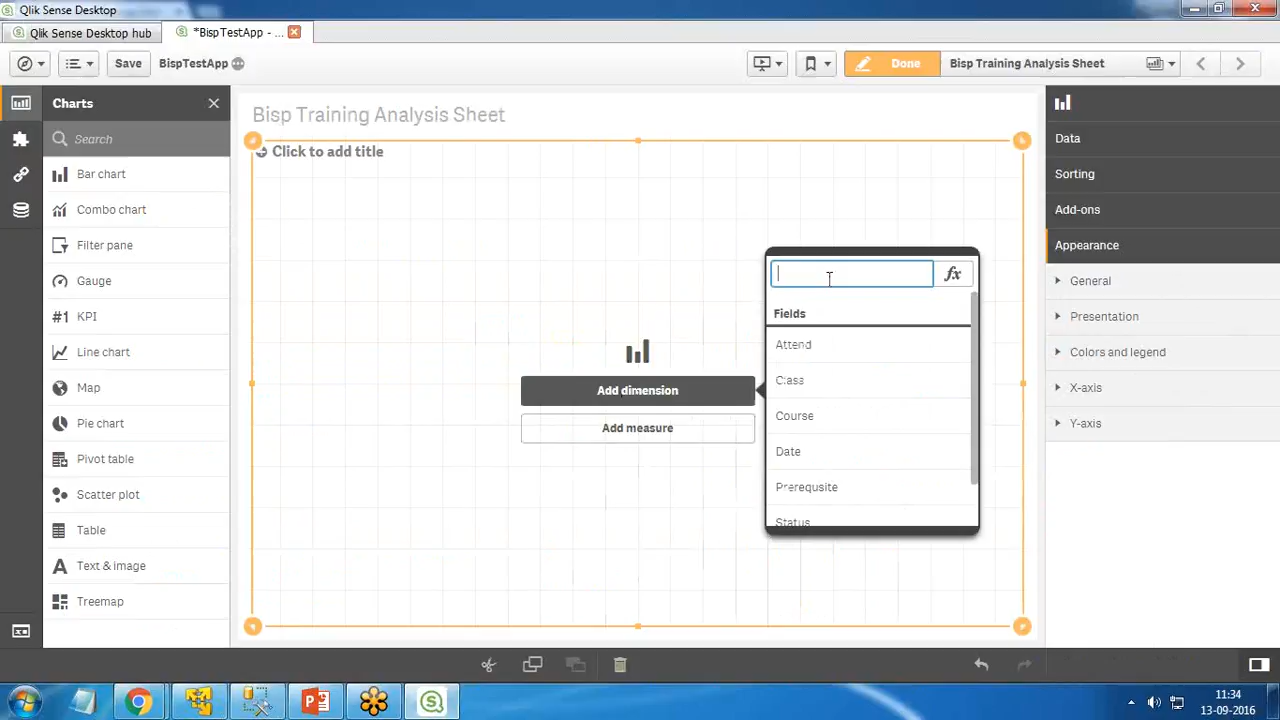 Qlik Sense Desktop
Qlik Sense Desktop hub
*BispTestApp - ...
Save
BispTestApp
Done
Bisp Training Analysis Sheet
Charts
Search
Bar chart
Combo chart
Filter pane
Gauge
#1 KPI
Line chart
Map
Pie chart
Pivot table
Scatter plot
Table
A Text & image
Treemap
Bisp Training Analysis Sheet
Click to add title
Add dimension
Add measure
fx
Fields
Attend
Class
Course
Date
Prerequsite
Status
Data
Sorting
Add-ons
Appearance
General
Presentation
Colors and legend
X-axis
Y-axis
11:34
13-09-2016